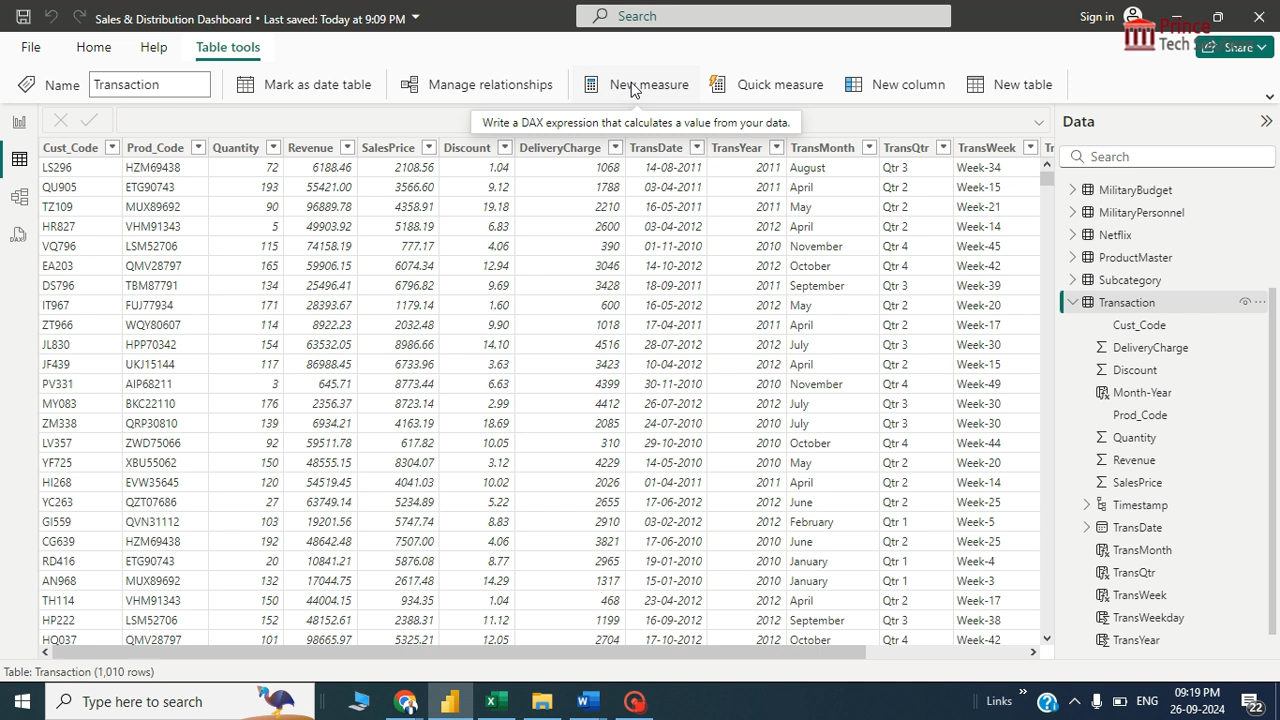 Sales & Distribution Dashboard • Last saved: Today at 9:09 PM
Search
Sign in
Prince
Tech
Share
File Home Help Table tools
Name Transaction Mark as date table Manage relationships New measure Quick measure New column New table
Write a DAX expression that calculates a value from your data.
Cust_Code Prod_Code Quantity Revenue SalesPrice Discount DeliveryCharge TransDate TransYear TransMonth TransQtr TransWeek Tr
LS296 HZM69438 72 6188.46 2108.56 1.04 1068 14-08-2011 2011 August Qtr 3 Week-34
QU905 ETG90743 193 55421.00 3566.60 9.12 1788 03-04-2011 2011 April Qtr 2 Week-15
TZ109 MUX89692 90 96889.78 4358.91 19.18 2210 16-05-2011 2011 May Qtr 2 Week-21
HR827 VHM91343 5 49903.92 5188.19 6.83 2600 03-04-2012 2012 April Qtr 2 Week-14
VQ796 LSM52706 115 74158.19 777.17 4.06 390 01-11-2010 2010 November Qtr 4 Week-45
EA203 QMV28797 165 59906.15 6074.34 12.94 3046 14-10-2012 2012 October Qtr 4 Week-42
DS796 TBM87791 134 25496.41 6796.82 9.69 3428 18-09-2011 2011 September Qtr 3 Week-39
IT967 FUJ77934 171 28393.67 1179.14 1.60 600 16-05-2012 2012 May Qtr 2 Week-20
ZT966 WQY80607 114 8922.23 2032.48 9.90 1018 17-04-2011 2011 April Qtr 2 Week-17
JL830 HPP70342 154 63532.05 8986.66 14.10 4516 28-07-2012 2012 July Qtr 3 Week-30
JF439 UKJ15144 117 86988.45 6733.96 3.63 3423 10-04-2012 2012 April Qtr 2 Week-15
PV331 AIP68211 3 645.71 8773.44 6.63 4399 30-11-2010 2010 November Qtr 4 Week-49
MY083 BKC22110 176 2356.37 8723.14 2.99 4412 26-07-2012 2012 July Qtr 3 Week-30
ZM338 QRP30810 139 6934.21 4163.19 18.69 2085 24-07-2010 2010 July Qtr 3 Week-30
LV357 ZWD75066 92 59511.78 617.82 10.05 310 29-10-2010 2010 October Qtr 4 Week-44
YF725 XBU55062 150 48555.15 8304.07 3.12 4229 14-05-2010 2010 May Qtr 2 Week-20
HI268 EVW35645 120 54519.45 4041.03 10.02 2026 01-04-2011 2011 April Qtr 2 Week-14
YC263 QZT07686 27 63749.14 5234.89 5.22 2655 17-06-2012 2012 June Qtr 2 Week-25
GI559 QVN31112 103 19201.56 5747.74 8.83 2910 03-02-2012 2012 February Qtr 1 Week-5
CG639 HZM69438 192 48642.48 7507.00 4.06 3821 17-06-2010 2010 June Qtr 2 Week-25
RD416 ETG90743 20 10841.21 5876.08 8.77 2965 19-01-2010 2010 January Qtr 1 Week-4
AN968 MUX89692 132 17044.75 2617.48 14.29 1317 15-01-2010 2010 January Qtr 1 Week-3
TH114 VHM91343 150 44004.15 934.35 1.04 468 23-04-2012 2012 April Qtr 2 Week-17
HP222 LSM52706 152 48152.61 2388.31 11.12 1199 16-09-2012 2012 September Qtr 3 Week-38
HQ037 QMV28797 101 98665.97 5325.21 12.05 2704 17-10-2012 2012 October Qtr 4 Week-42
Data
Search
MilitaryBudget
MilitaryPersonnel
Netflix
ProductMaster
Subcategory
Transaction
Cust_Code
DeliveryCharge
Discount
Month-Year
Prod_Code
Quantity
Revenue
SalesPrice
Timestamp
TransDate
TransMonth
TransQtr
TransWeek
TransWeekday
TransYear
Table: Transaction (1,010 rows)
Type here to search
Links
ENG
09:19 PM
26-09-2024
22